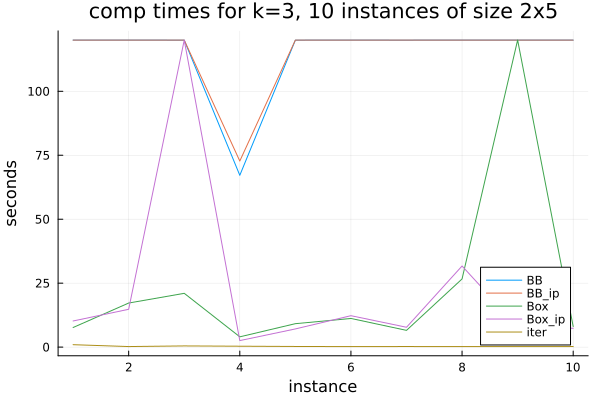 comp times for k=3, 10 instances of size 2x5
seconds
100
75
50
25
0
BB
BB_ip
Box
Box_ip
iter
2
4
6
8
10
instance